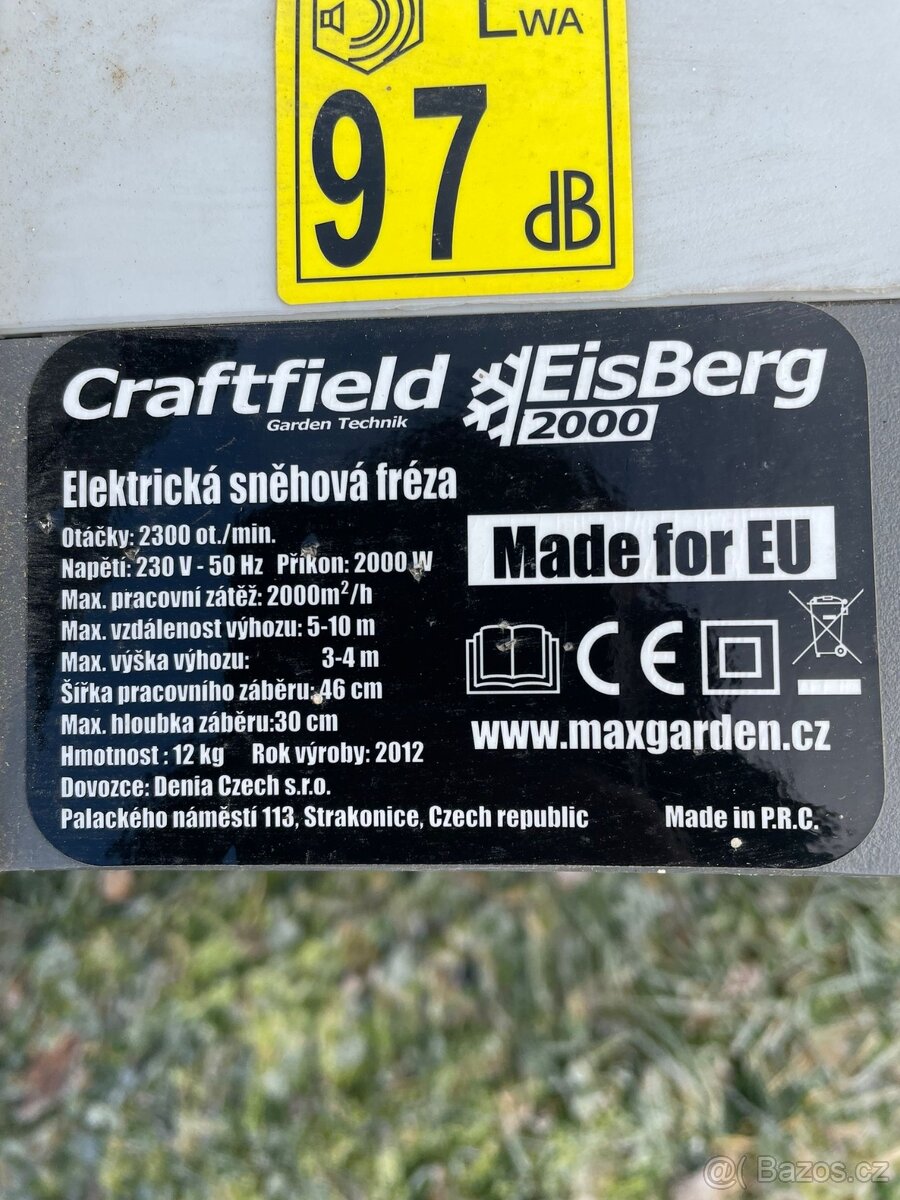 LWA
97
dB
Craftfield
Garden Technik
EisBerg
2000
Elektrická sněhová fréza
Otáčky: 2300 ot./min.
Napětí: 230 V - 50 Hz Příkon: 2000 W
Max. pracovní zátěž: 2000m²/h
Max. vzdálenost výhozu: 5-10 m
Max. výška výhozu: 3-4 m
Šířka pracovního záběru: 46 cm
Max. hloubka záběru:30 cm
Hmotnost : 12 kg Rok výroby: 2012
Dovozce: Denia Czech s.r.o.
Palackého náměstí 113, Strakonice, Czech republic
Made for EU
CE
www.maxgarden.cz
Made in P.R.C.
@( Bazos.cz